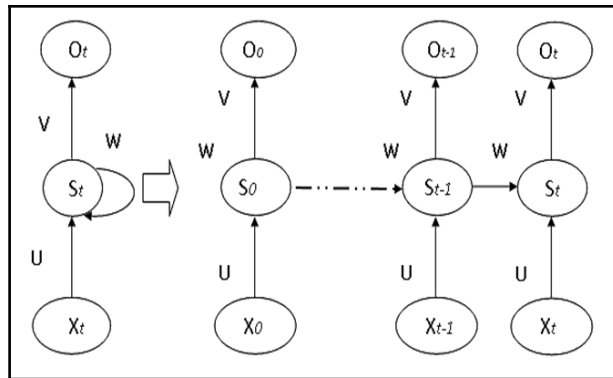 Ot O0 Ot-1 Ot
V V V V
W W W W
St S0 St-1 St
U U U U
Xt X0 Xt-1 Xt